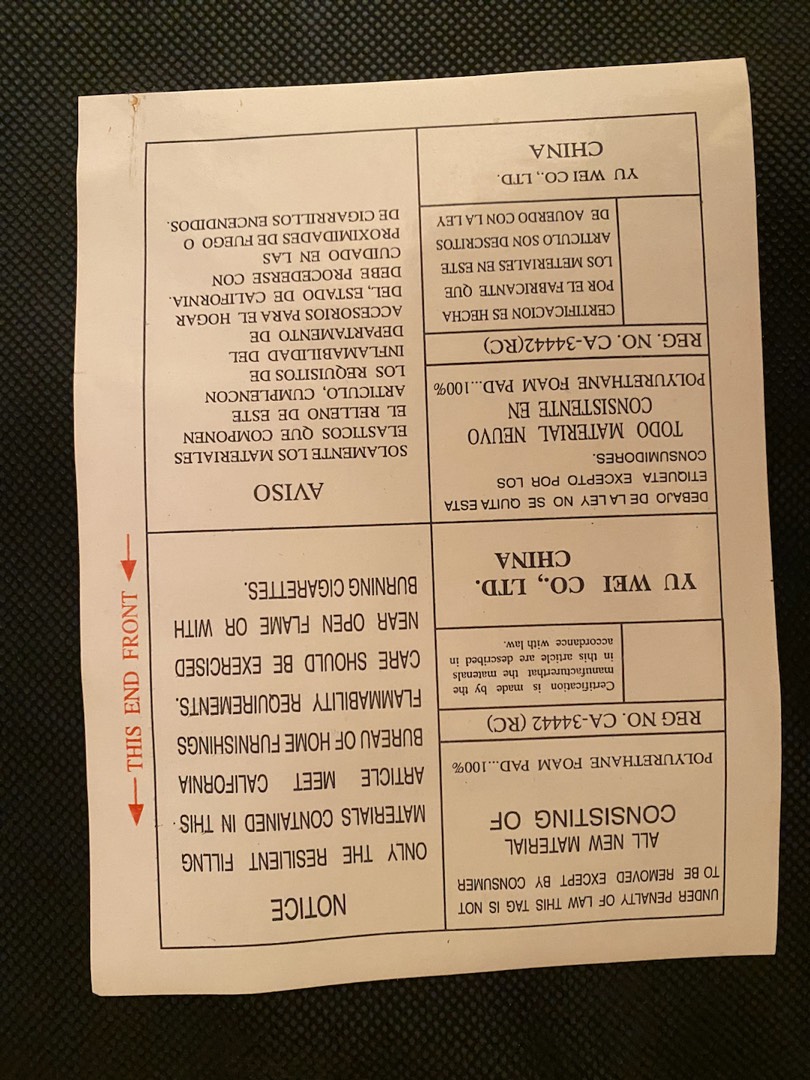 UNDER PENALTY OF LAW THIS TAG IS NOT
TO BE REMOVED EXCEPT BY CONSUMER
ALL NEW MATERIAL
CONSISTING OF
POLYURETHANE FOAM PAD...100%
REG NO. CA-34442 (RC)
Certification is made by the
manufacturerthat the matenals
in this article are described in
accordance with law.
YU WEI CO., LTD.
CHINA
NOTICE
ONLY THE RESILIENT FILLNG
MATERIALS CONTAINED IN THIS
ARTICLE MEET CALIFORNIA
BUREAU OF HOME FURNISHINGS
FLAMMABILITY REQUIREMENTS.
CARE SHOULD BE EXERCISED
NEAR OPEN FLAME OR WITH
BURNING CIGARETTES.
DEBAJO DE LA LEY NO SE QUITA ESTA
ETIQUETA EXCEPTO POR LOS
CONSUMIDORES.
TODO MATERIAL NEUVO
CONSISTENTE EN
POLYURETHANE FOAM PAD...100%
REG. NO. CA-34442(RC)
CERTIFICACION ES HECHA
POR EL FABRICANTE QUE
LOS METERIALES EN ESTE
ARTICULO SON DESCRITOS
DE AOUERDO CON LA LEY
YU WEI CO., LTD.
CHINA
AVISO
SOLAMENTE LOS MATERIALES
ELASTICOS QUE COMPONEN
EL RELLENO DE ESTE
ARTICULO, CUMPLENCON
LOS REQUISITOS DE
INFLAMABILIDAD DEL
DEPARTAMENTO DE
ACCESORIOS PARA EL HOGAR
DEL, ESTADO DE CALIFORNIA.
DEBE PROCEDERSE CON
CUIDADO EN LAS
PROXIMIDADES DE FUEGO O
DE CIGARRILLOS ENCENDIDOS.
THIS END FRONT